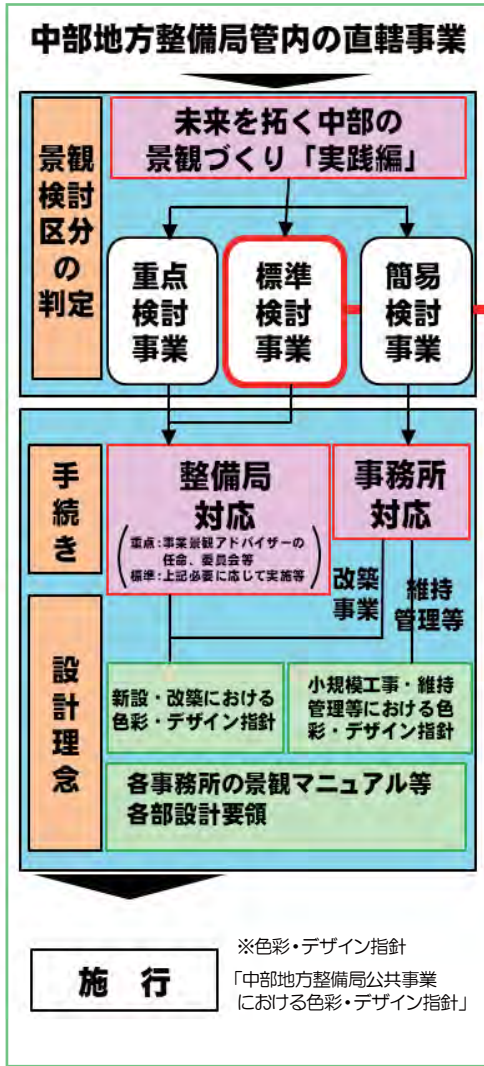 中部地方整備局管内の直轄事業
景観
検討
区分
の
判定
未来を拓く中部の
景観づくり「実践編」
重点
検討
事業
標準
検討
事業
簡易
検討
事業
手
続
き
整備局
対応
重点:事業景観アドバイザーの
任命、委員会等
標準:上記必要に応じて実施等
事務所
対応
改築
事業
維持
管理等
設
計
理
念
新設・改築における
色彩・デザイン指針
小規模工事・維持
管理等における色
彩・デザイン指針
各事務所の景観マニュアル等
各部設計要領
施 行
※色彩・デザイン指針
「中部地方整備局公共事業
における色彩・デザイン指針」